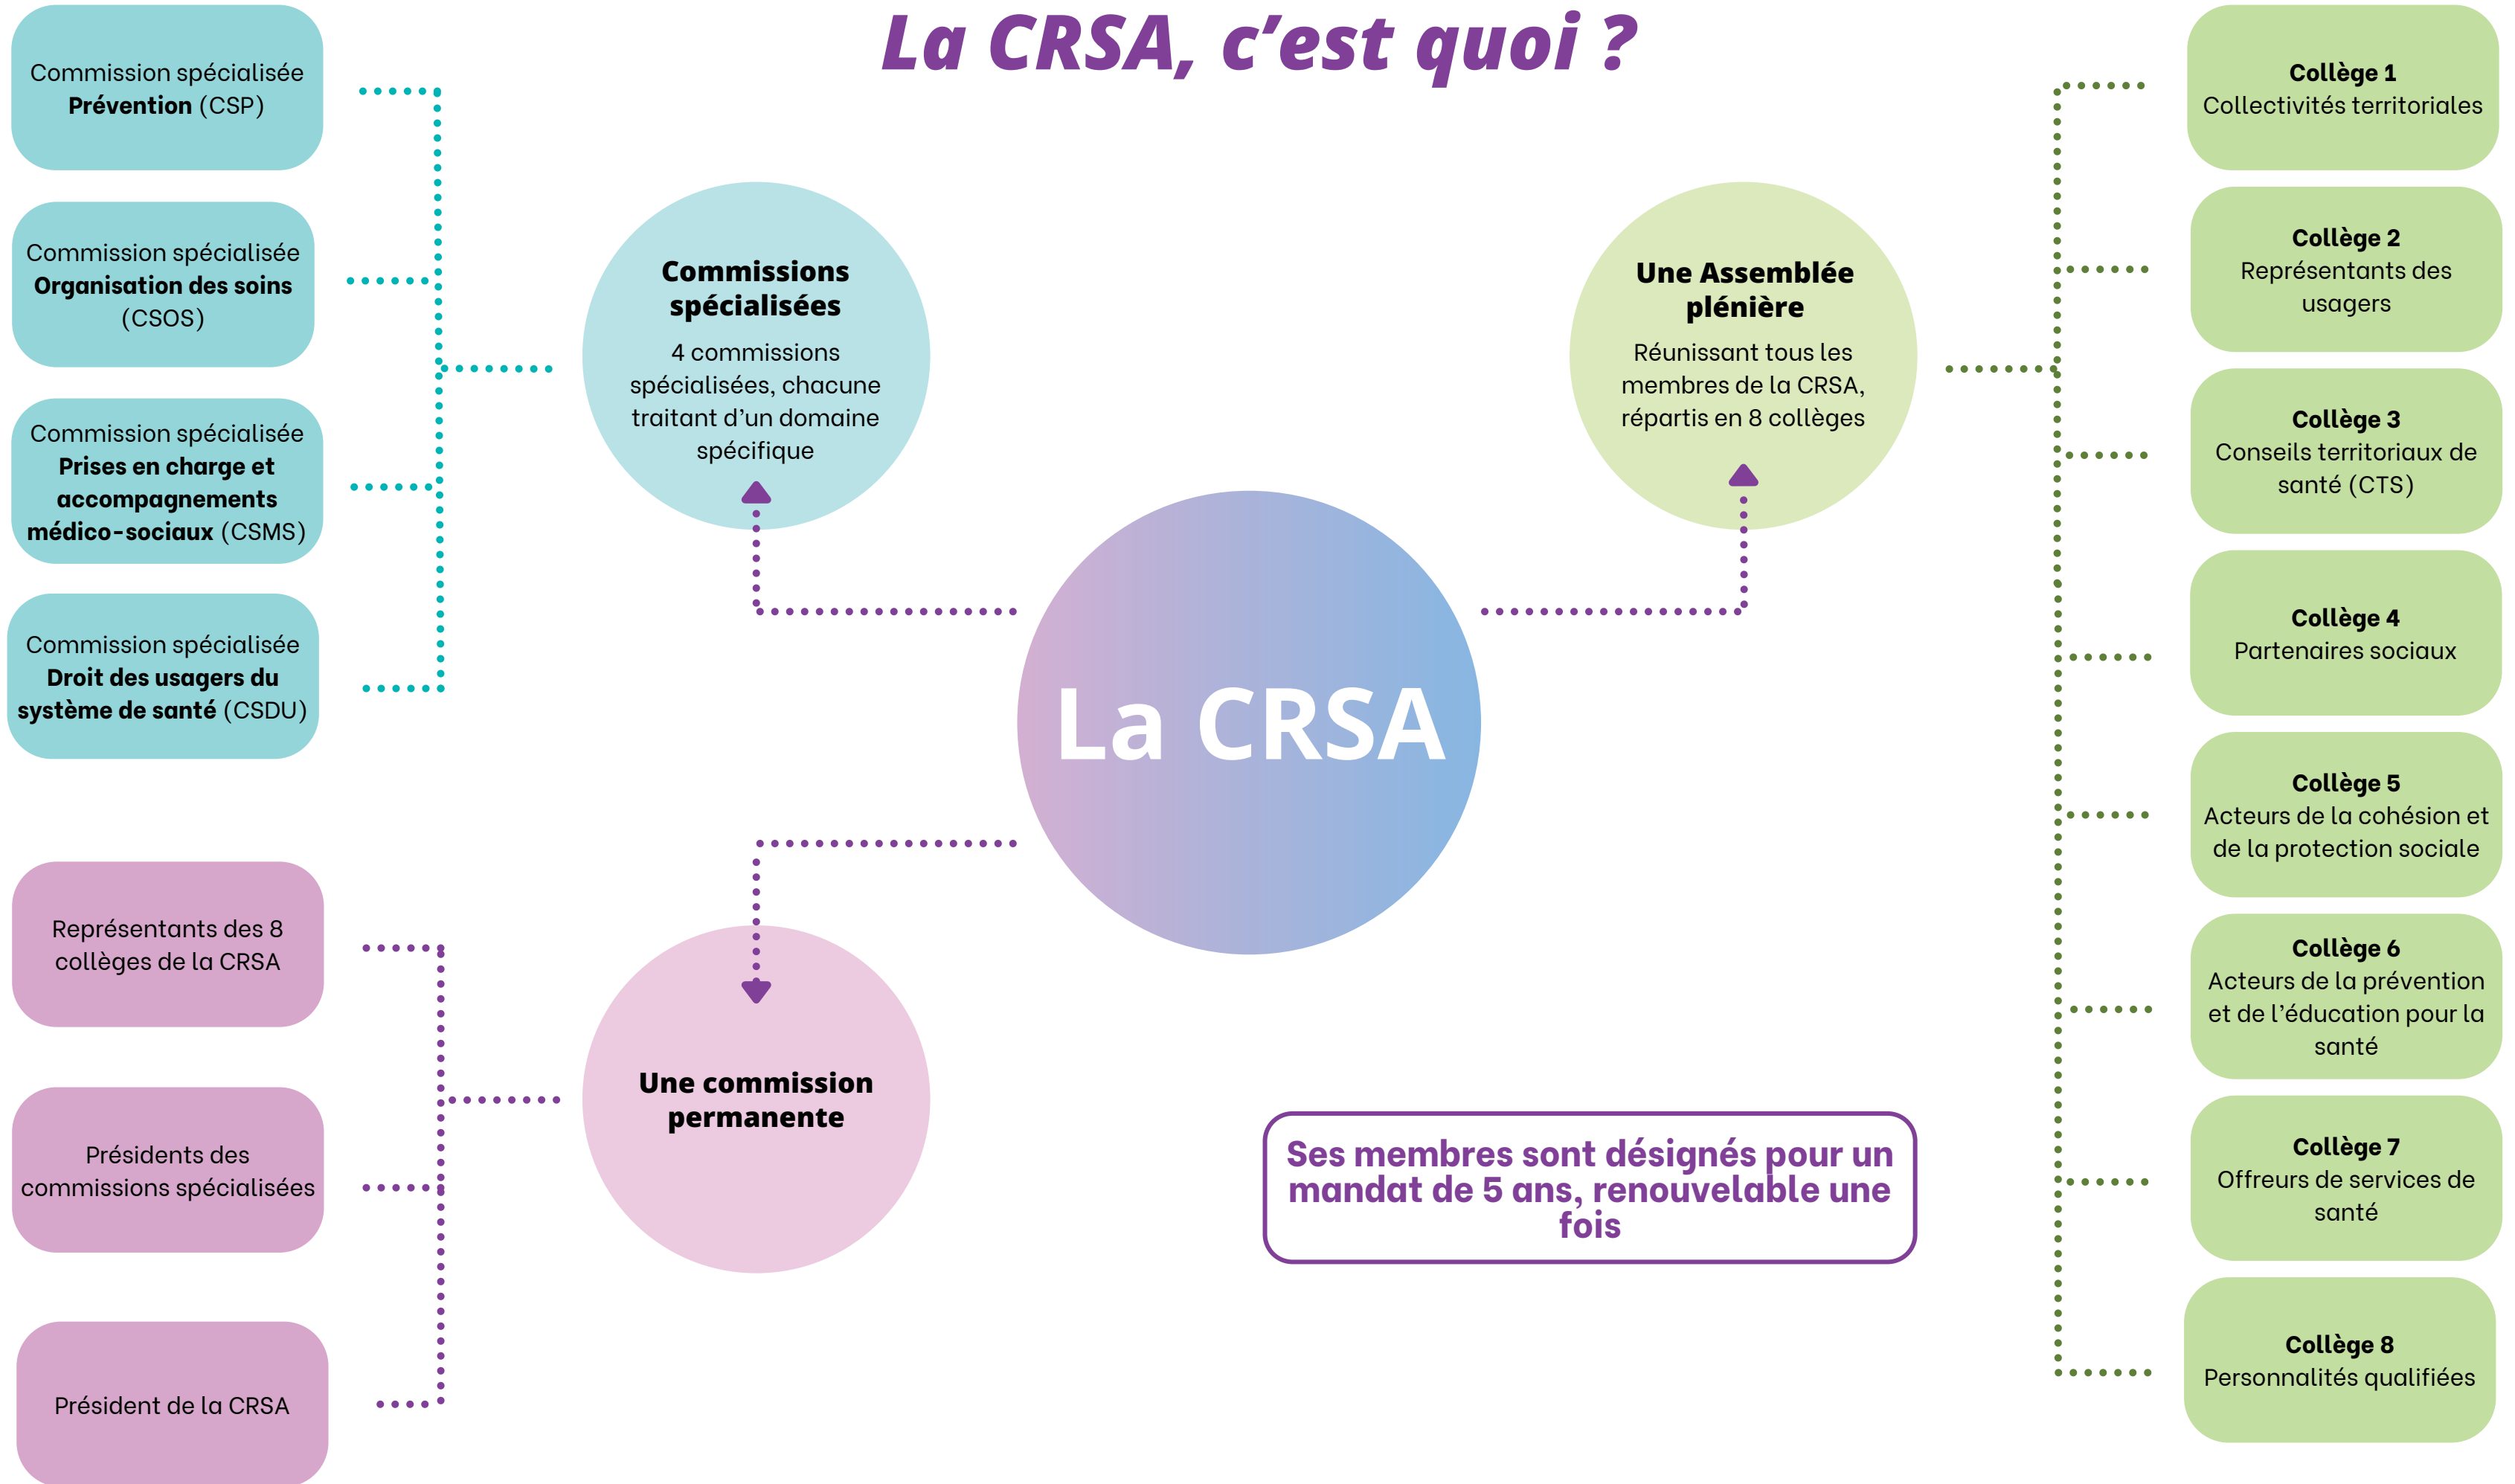 La CRSA, c’est quoi ?
Commission spécialisée
Prévention (CSP)
Commission spécialisée
Organisation des soins
(CSOS)
Commission spécialisée
Prises en charge et
accompagnements
médico-sociaux (CSMS)
Commission spécialisée
Droit des usagers du
système de santé (CSDU)
Commissions
spécialisées
4 commissions
spécialisées, chacune
traitant d’un domaine
spécifique
La CRSA
Une Assemblée
plénière
Réunissant tous les
membres de la CRSA,
répartis en 8 collèges
Collège 1
Collectivités territoriales
Collège 2
Représentants des
usagers
Collège 3
Conseils territoriaux de
santé (CTS)
Collège 4
Partenaires sociaux
Collège 5
Acteurs de la cohésion et
de la protection sociale
Collège 6
Acteurs de la prévention
et de l’éducation pour la
santé
Collège 7
Offreurs de services de
santé
Collège 8
Personnalités qualifiées
Représentants des 8
collèges de la CRSA
Présidents des
commissions spécialisées
Président de la CRSA
Une commission
permanente
Ses membres sont désignés pour un
mandat de 5 ans, renouvelable une
fois